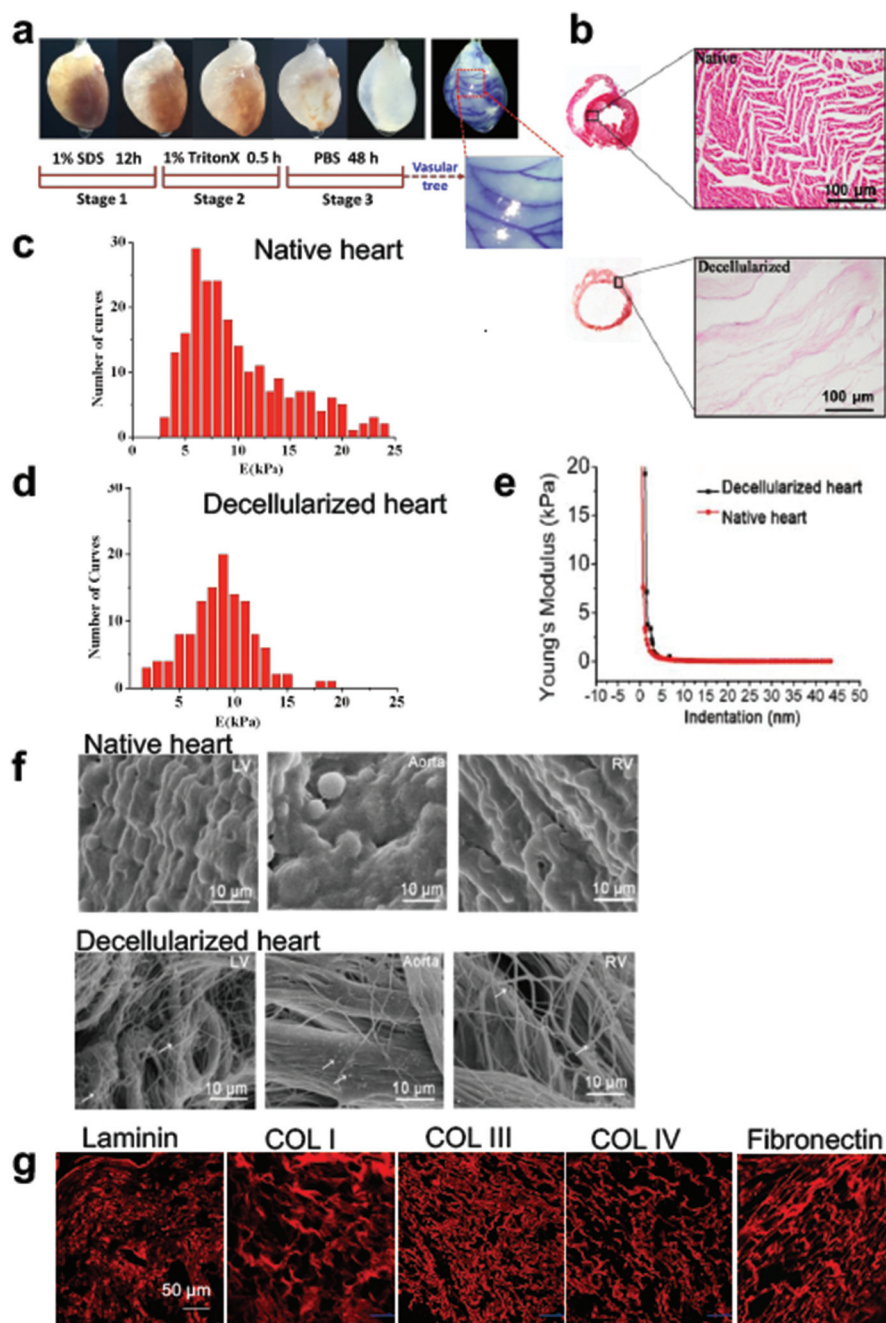 a
1% SDS 12h
1% TritonX 0.5 h
PBS 48 h
Stage 1
Stage 2
Stage 3
Vasular
tree
b
Native
100 µm
Decellularized
100 µm
c
Native heart
Number of curves
30
20
10
0
0
5
10
15
20
25
E(kPa)
d
Decellularized heart
Number of Curves
30
20
10
0
5
10
15
20
25
E(kPa)
e
Young's Modulus (kPa)
20
15
10
5
0
Decellularized heart
Native heart
-10 -5 0 5 10 15 20 25 30 35 40 45 50
Indentation (nm)
f
Native heart
LV
10 µm
Aorta
10 µm
RV
10 µm
Decellularized heart
LV
10 µm
Aorta
10 µm
RV
10 µm
g
Laminin
COL I
COL III
COL IV
Fibronectin
50 µm